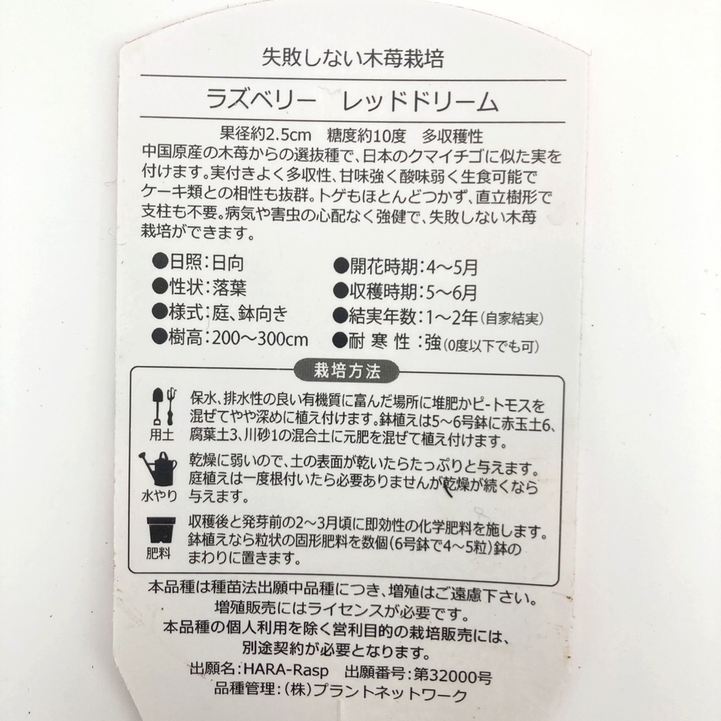 失敗しない木苺栽培
ラズベリー レッドドリーム
果径約2.5cm 糖度約10度 多収穫性
中国原産の木苺からの選抜種で、日本のクマイチゴに似た実を
付けます。実付きよく多収性、甘味強く酸味弱く生食可能で
ケーキ類との相性も抜群。トゲもほとんどつかず、直立樹形で
支柱も不要。病気や害虫の心配なく強健で、失敗しない木苺
栽培ができます。
●日照：日向
●性状：落葉
●様式：庭、鉢向き
●樹高：200〜300cm
●開花時期：4〜5月
●収穫時期：5〜6月
●結実年数：1〜2年（自家結実）
●耐寒性：強（0度以下でも可）
栽培方法
用土
保水、排水性の良い有機質に富んだ場所に堆肥かピートモスを
混ぜてやや深めに植え付けます。鉢植えは5〜6号鉢に赤玉土6、
腐葉土3、川砂1の混合土に元肥を混ぜて植え付けます。
水やり
乾燥に弱いので、土の表面が乾いたらたっぷりと与えます。
庭植えは一度根付いたら必要ありませんが乾燥が続くなら
与えます。
肥料
収穫後と発芽前の2〜3月頃に即効性の化学肥料を施します。
鉢植えなら粒状の固形肥料を数個（6号鉢で4〜5粒）鉢の
まわりに置きます。
本品種は種苗法出願中品種につき、増殖はご遠慮下さい。
増殖販売にはライセンスが必要です。
本品種の個人利用を除く営利目的の栽培販売には、
別途契約が必要となります。
出願名：HARA-Rasp 出願番号：第32000号
品種管理：（株）プラントネットワーク